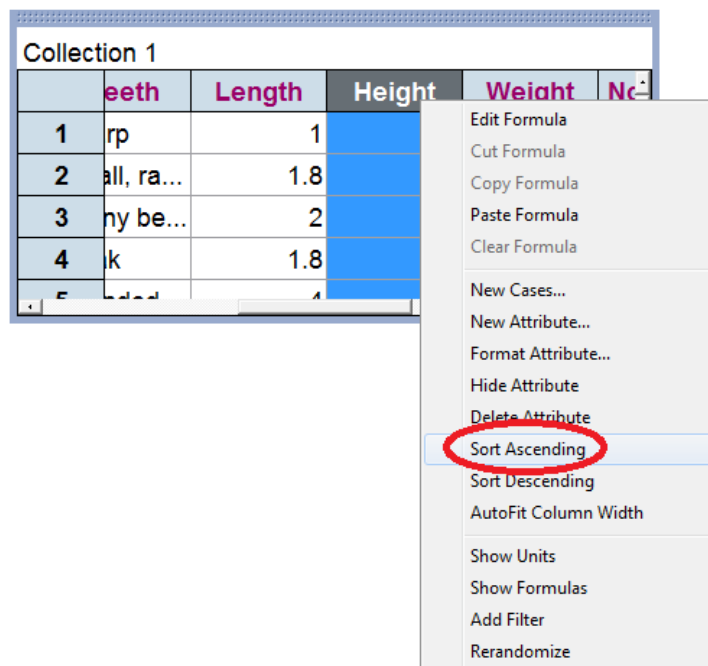 Collection 1
eeth Length Height Weight
1 rp 1
2 all, ra... 1.8
3 ny be... 2
4 ak 1.8
5 4
Edit Formula
Cut Formula
Copy Formula
Paste Formula
Clear Formula
New Cases...
New Attribute...
Format Attribute...
Hide Attribute
Delete Attribute
Sort Ascending
Sort Descending
AutoFit Column Width
Show Units
Show Formulas
Add Filter
Rerandomize